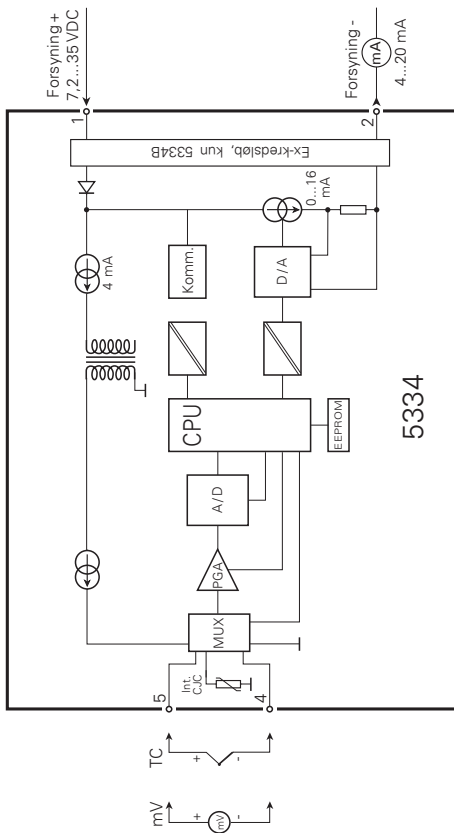 Forsyning +
7,2...35 VDC
Forsyning -
mA
4...20 mA
1
2
Ex-kredsløb, kun 5334B
4 mA
0...16
mA
Komm.
D/A
CPU
EEPROM
A/D
PGA
MUX
Int.
CJC
5
4
TC
+
-
mV
+
mV
-
5334